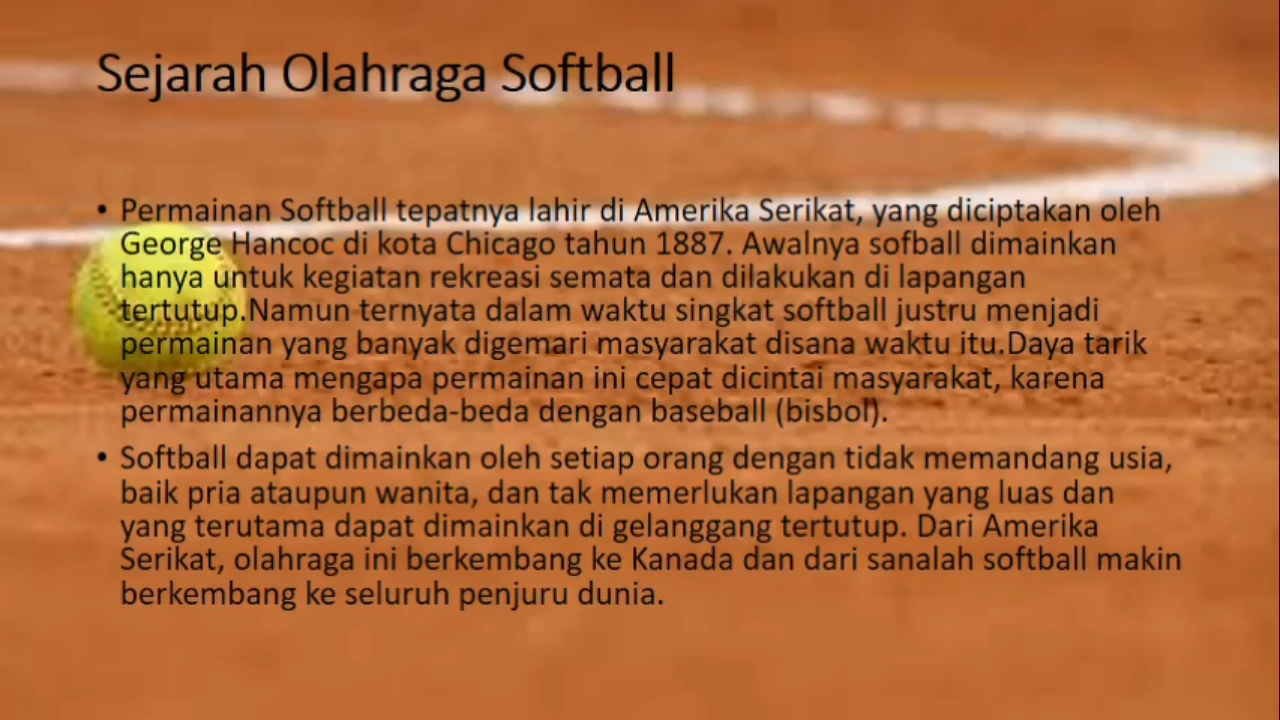 Sejarah Olahraga Softball
• Permainan Softball tepatnya lahir di Amerika Serikat, yang diciptakan oleh
George Hancoc di kota Chicago tahun 1887. Awalnya sofball dimainkan
hanya untuk kegiatan rekreasi semata dan dilakukan di lapangan
tertutup.Namun ternyata dalam waktu singkat softball justru menjadi
permainan yang banyak digemari masyarakat disana waktu itu.Daya tarik
yang utama mengapa permainan ini cepat dicintai masyarakat, karena
permainannya berbeda-beda dengan baseball (bisbol).
• Softball dapat dimainkan oleh setiap orang dengan tidak memandang usia,
baik pria ataupun wanita, dan tak memerlukan lapangan yang luas dan
yang terutama dapat dimainkan di gelanggang tertutup. Dari Amerika
Serikat, olahraga ini berkembang ke Kanada dan dari sanalah softball makin
berkembang ke seluruh penjuru dunia.